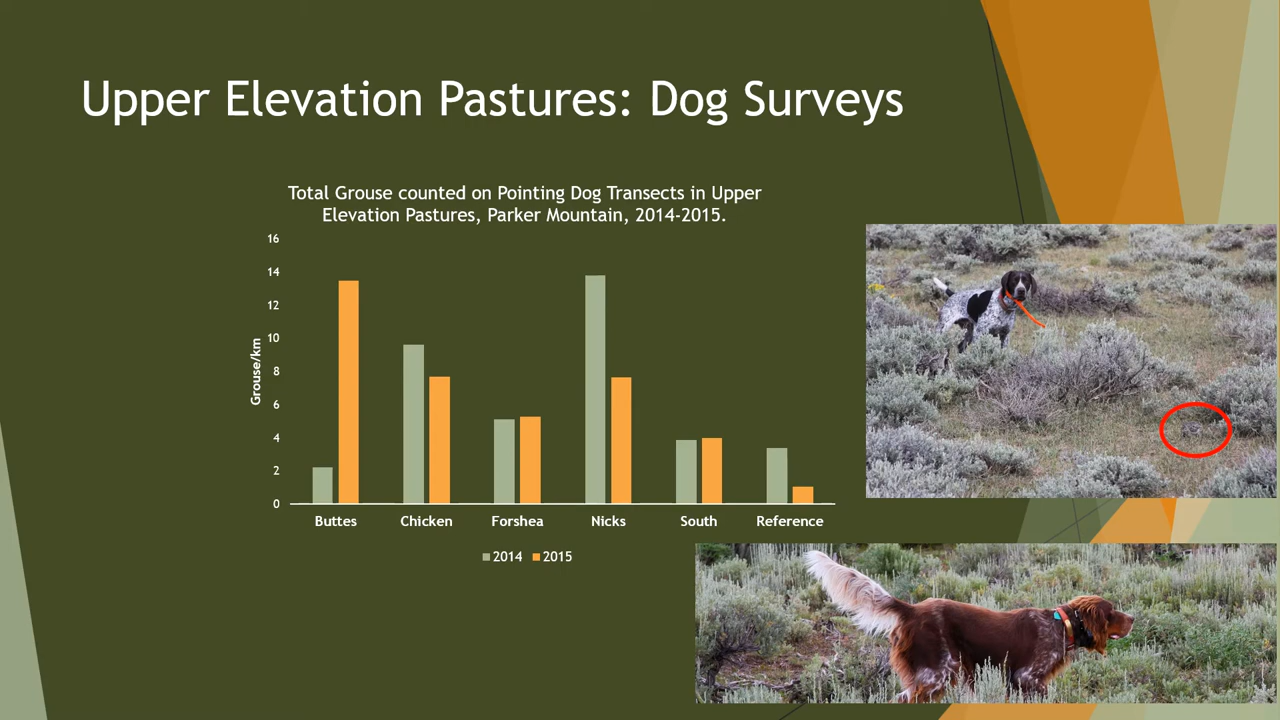 Upper Elevation Pastures: Dog Surveys
Total Grouse counted on Pointing Dog Transects in Upper
Elevation Pastures, Parker Mountain, 2014-2015.
Grouse/km
16
14
12
10
8
6
4
2
0
Buttes Chicken Forshea Nicks South Reference
2014 2015